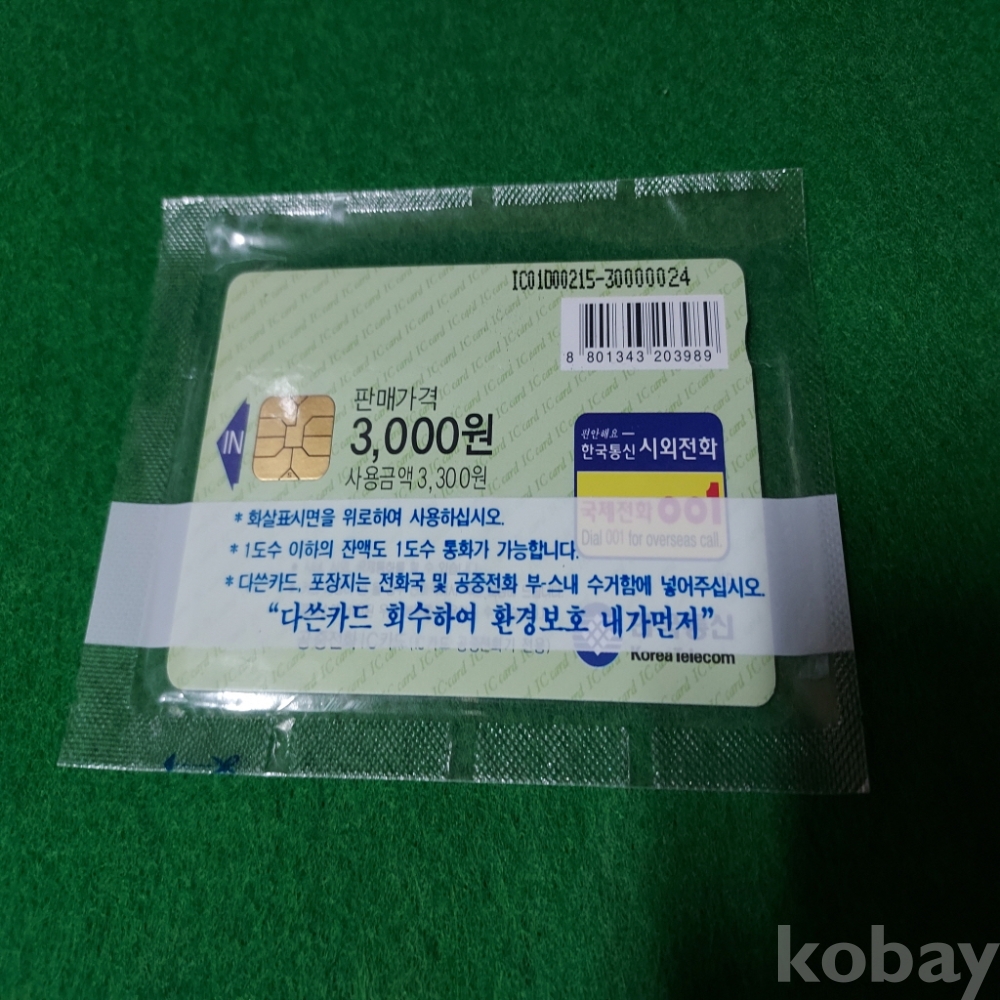 IC01D00215-30000024
8 801343 203989
판매가격
3,000원
사용금액 3,300원
IN
편안해요 —
한국통신 시외전화
국제전화 001
Dial 001 for overseas call.
* 화살표시면을 위로하여 사용하십시오.
* 1도수 이하의 잔액도 1도수 통화가 가능합니다.
* 다쓴카드, 포장지는 전화국 및 공중전화 부·스내 수거함에 넣어주십시오.
“다쓴카드 회수하여 환경보호 내가먼저”
Korea Telecom
kobay